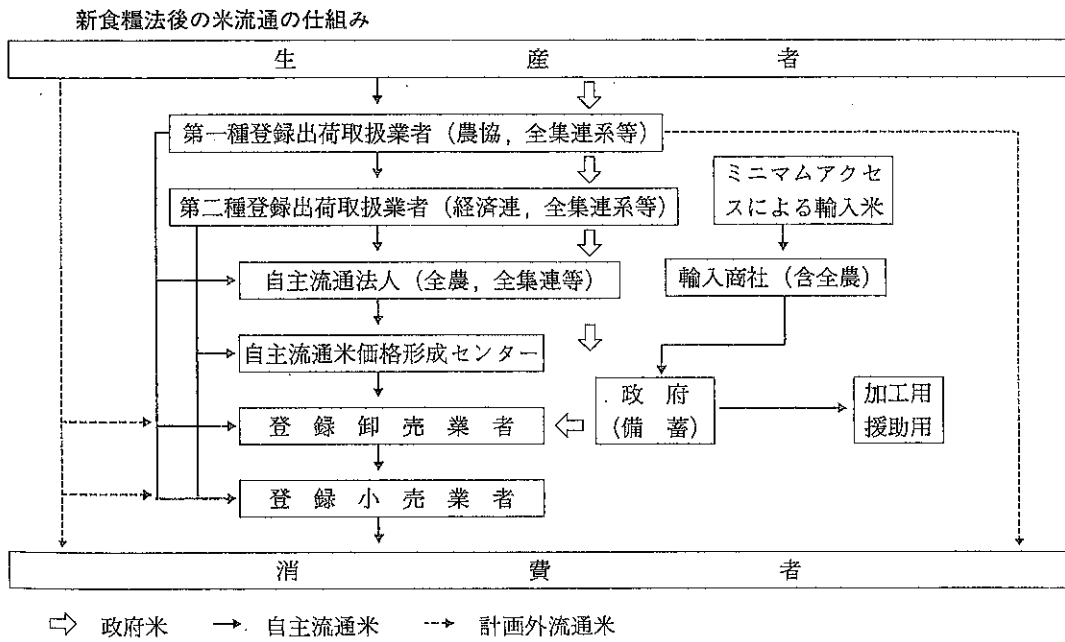 新食糧法後の米流通の仕組み
生産者
第一種登録出荷取扱業者（農協，全集連系等）
第二種登録出荷取扱業者（経済連，全集連系等）
ミニマムアクセ
スによる輸入米
自主流通法人（全農，全集連等）
輸入商社（含全農）
自主流通米価格形成センター
政府
（備蓄）
加工用
援助用
登録卸売業者
登録小売業者
消費者
政府米 自主流通米 計画外流通米